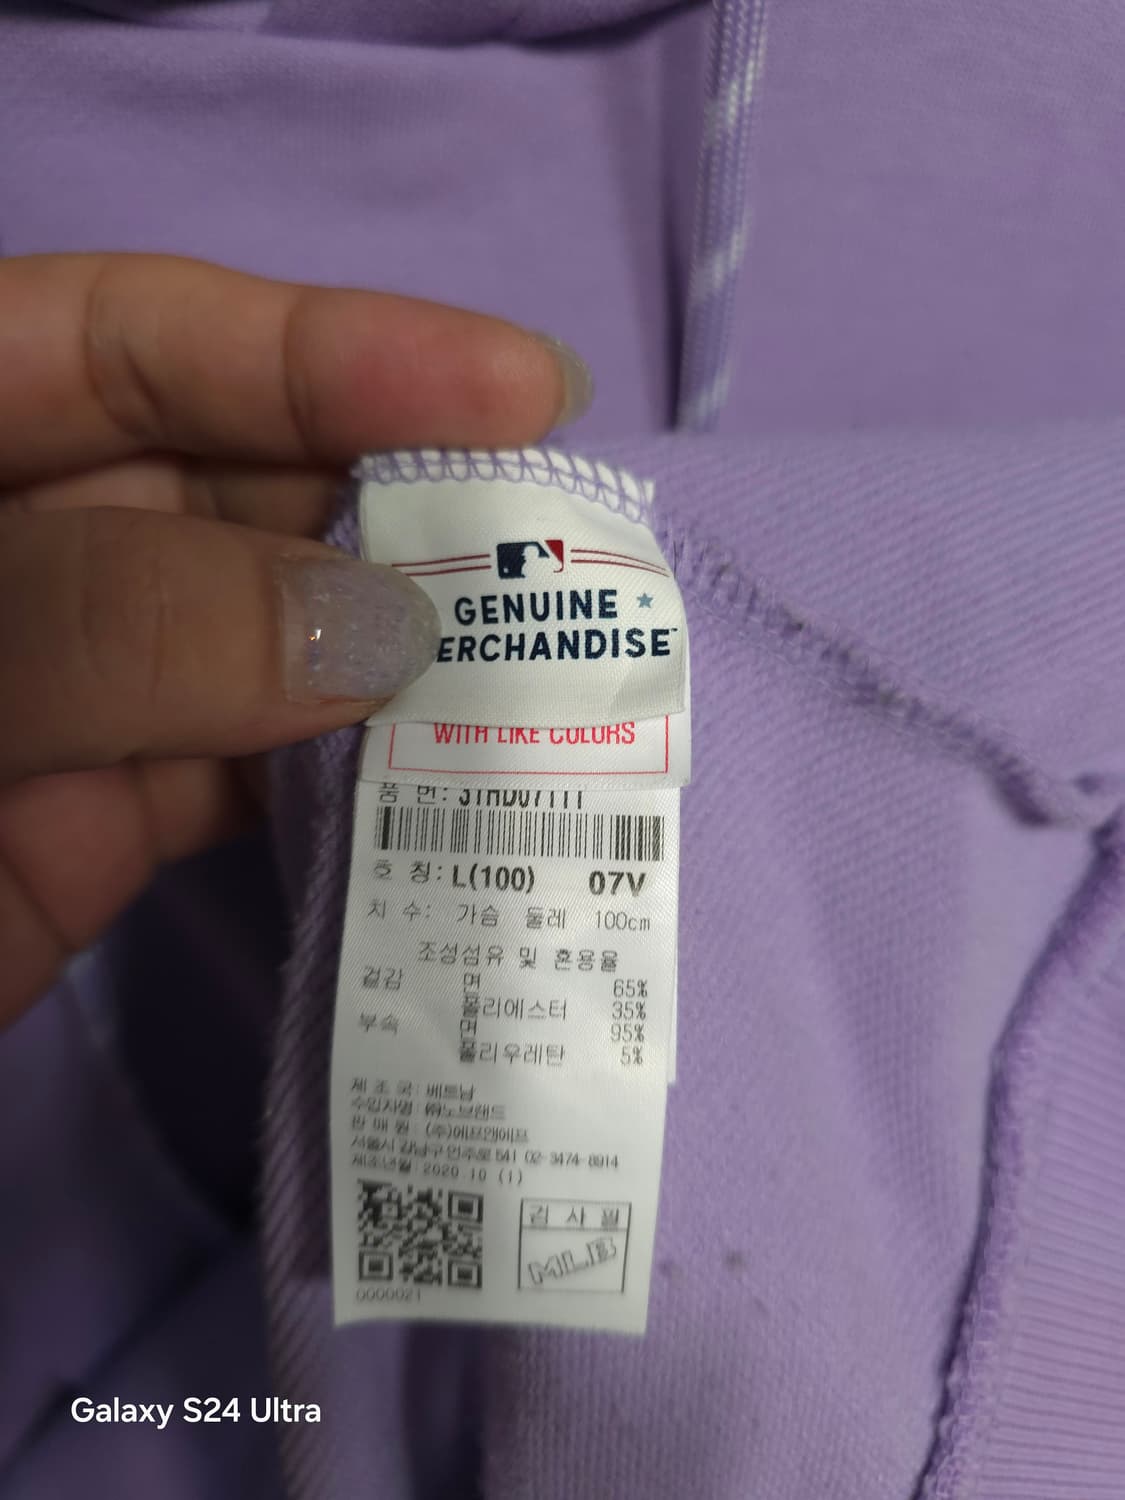 GENUINE
ERCHANDISE™
WITH LIKE COLORS
품 번:
호 칭: L(100) 07V
치 수: 가슴 둘레 100cm
조성섬유 및 혼용율
겉감 면 65%
폴리에스터 35%
부속 면 95%
폴리우레탄 5%
제 조 국: 베트남
수입자명: ㈜노브랜드
판 매 원: (주)에프앤에프
서울시 강남구 언주로 541 02-3474-8914
제조년월: 2020.10 (1)
검 사 필
MLB
0000021
Galaxy S24 Ultra